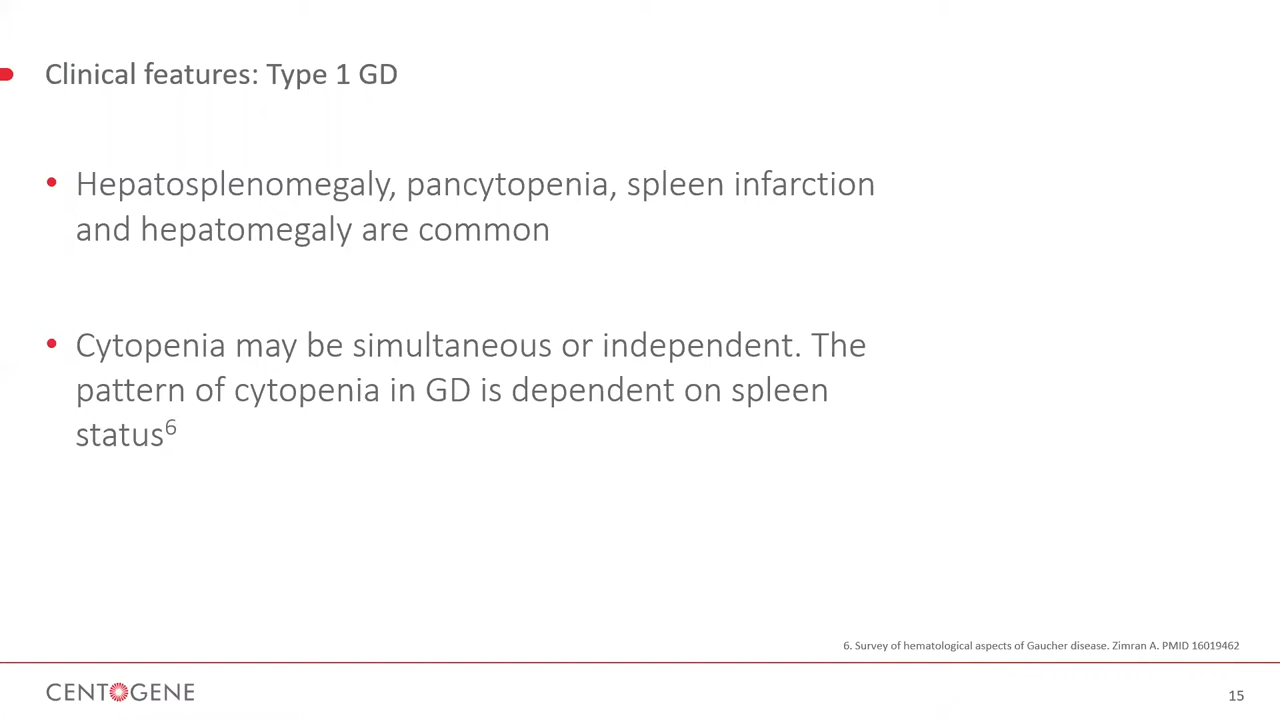 Clinical features: Type 1 GD
• Hepatosplenomegaly, pancytopenia, spleen infarction
and hepatomegaly are common
• Cytopenia may be simultaneous or independent. The
pattern of cytopenia in GD is dependent on spleen
status⁶
6. Survey of hematological aspects of Gaucher disease. Zimran A. PMID 16019462
CENTOGENE
15